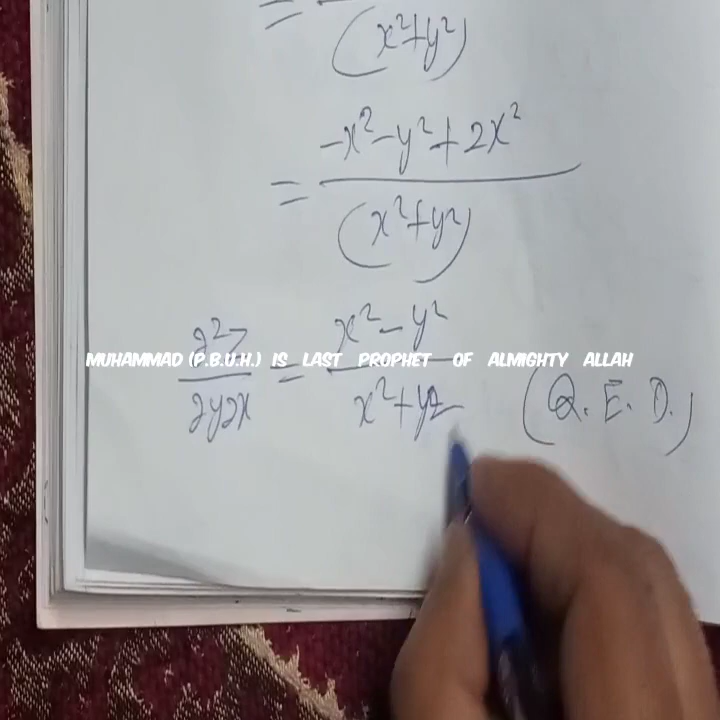 = (x²+y²)
= -x²-y²+2x² / (x²+y²)
∂²z / ∂y∂x = x²-y² / x²+y² (Q.E.D.)
MUHAMMAD (P.B.U.H.) IS LAST PROPHET OF ALMIGHTY ALLAH